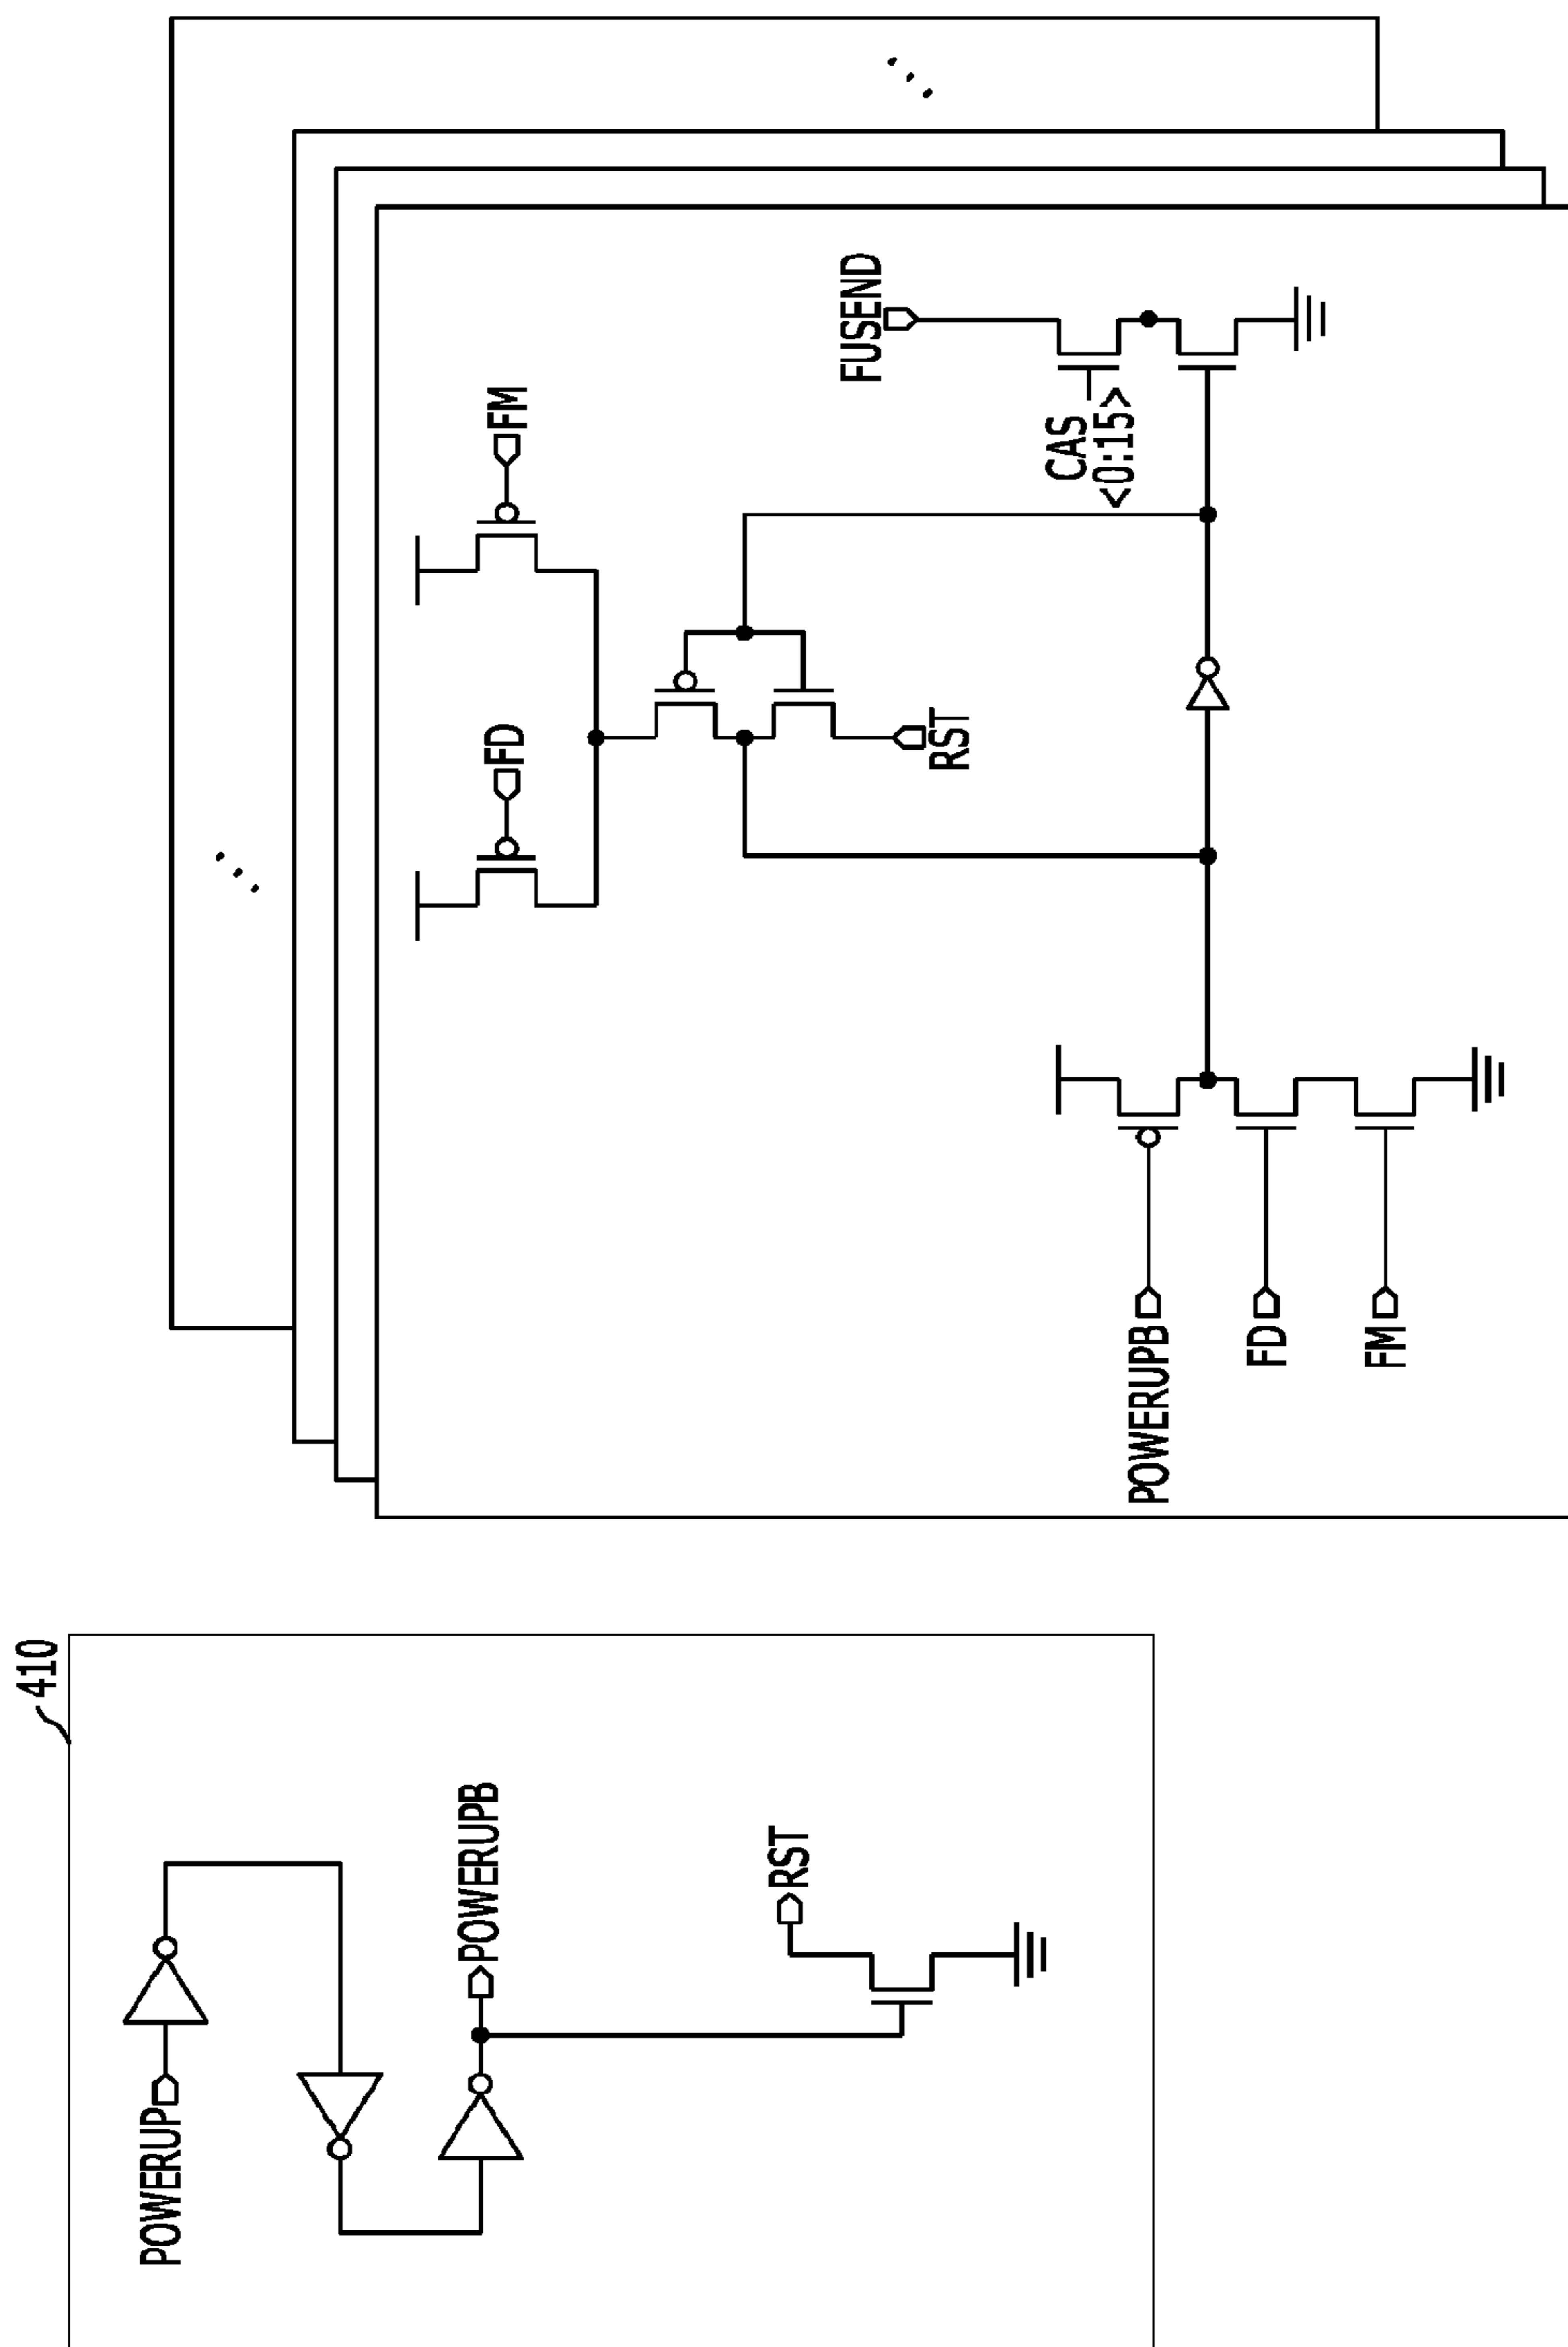 410
POWERUP
POWERUPB
RST
FD
FM
RST
FUSEND
CAS
<0:15>
POWERUPB
FD
FM